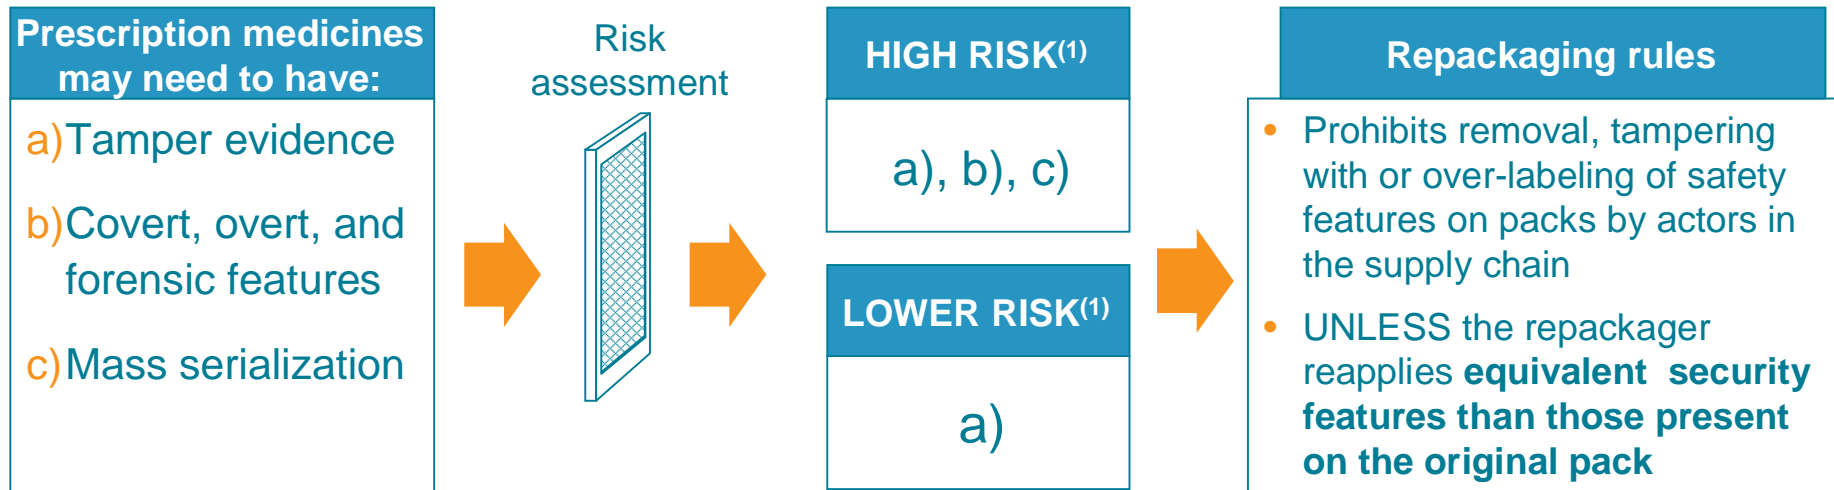 Prescription medicines
may need to have:
a) Tamper evidence
b) Covert, overt, and
forensic features
c) Mass serialization
Risk
assessment
HIGH RISK(1)
a), b), c)
LOWER RISK(1)
a)
Repackaging rules
• Prohibits removal, tampering
with or over-labeling of safety
features on packs by actors in
the supply chain
• UNLESS the repackager
reapplies equivalent security
features than those present
on the original pack